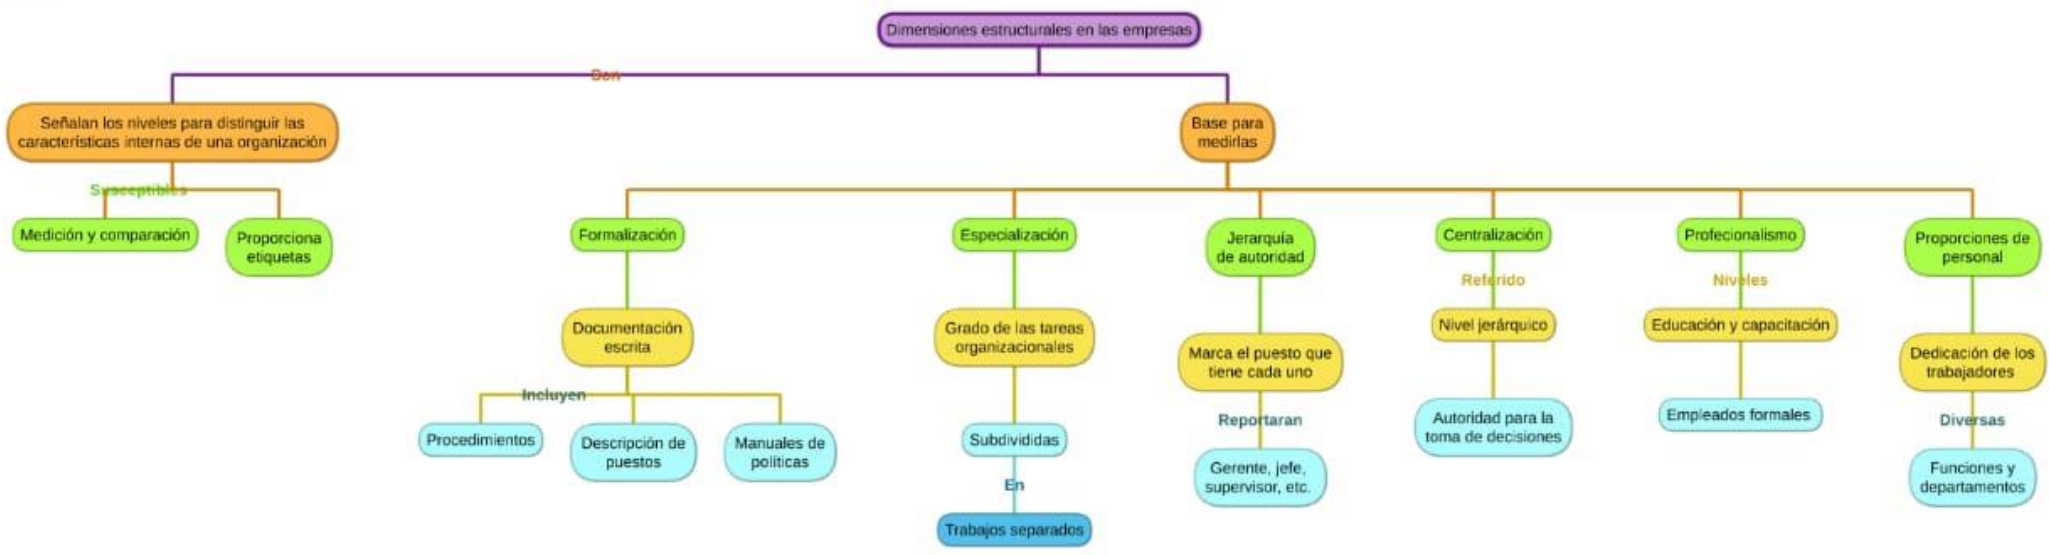 Dimensiones estructurales en las empresas
Son
Señalan los niveles para distinguir las
características internas de una organización
Base para
medirlas
Susceptibles
Medición y comparación
Proporciona
etiquetas
Formalización
Especialización
Jerarquía
de autoridad
Centralización
Profecionalismo
Proporciones de
personal
Referido
Niveles
Documentación
escrita
Grado de las tareas
organizacionales
Marca el puesto que
tiene cada uno
Nivel jerárquico
Educación y capacitación
Dedicación de los
trabajadores
Incluyen
Reportaran
Diversas
Procedimientos
Descripción de
puestos
Manuales de
políticas
Subdivididas
Gerente, jefe,
supervisor, etc.
Autoridad para la
toma de decisiones
Empleados formales
Funciones y
departamentos
En
Trabajos separados